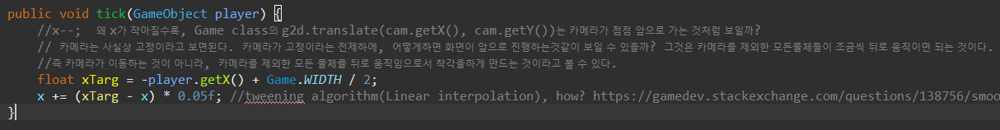 public void tick(GameObject player) {
//x--; 왜 x가 작아질수록, Game class의 g2d.translate(cam.getX(), cam.getY())는 카메라가 점점 앞으로 가는 것처럼 보일까?
// 카메라는 사실상 고정이라고 보면된다. 카메라가 고정이라는 전제하에, 어떻게하면 화면이 앞으로 진행하는것같이 보일 수 있을까? 그것은 카메라를 제외한 모든물체들이 조금씩 뒤로 움직이면 되는 것이다.
//즉 카메라가 이동하는 것이 아니라, 카메라를 제외한 모든 물체를 뒤로 움직임으로서 착각을하게 만드는 것이라고 볼 수 있다.
float xTarg = -player.getX() + Game.WIDTH / 2;
x += (xTarg - x) * 0.05f; //tweening algorithm(Linear interpolation), how? https://gamedev.stackexchange.com/questions/138756/smoo
}